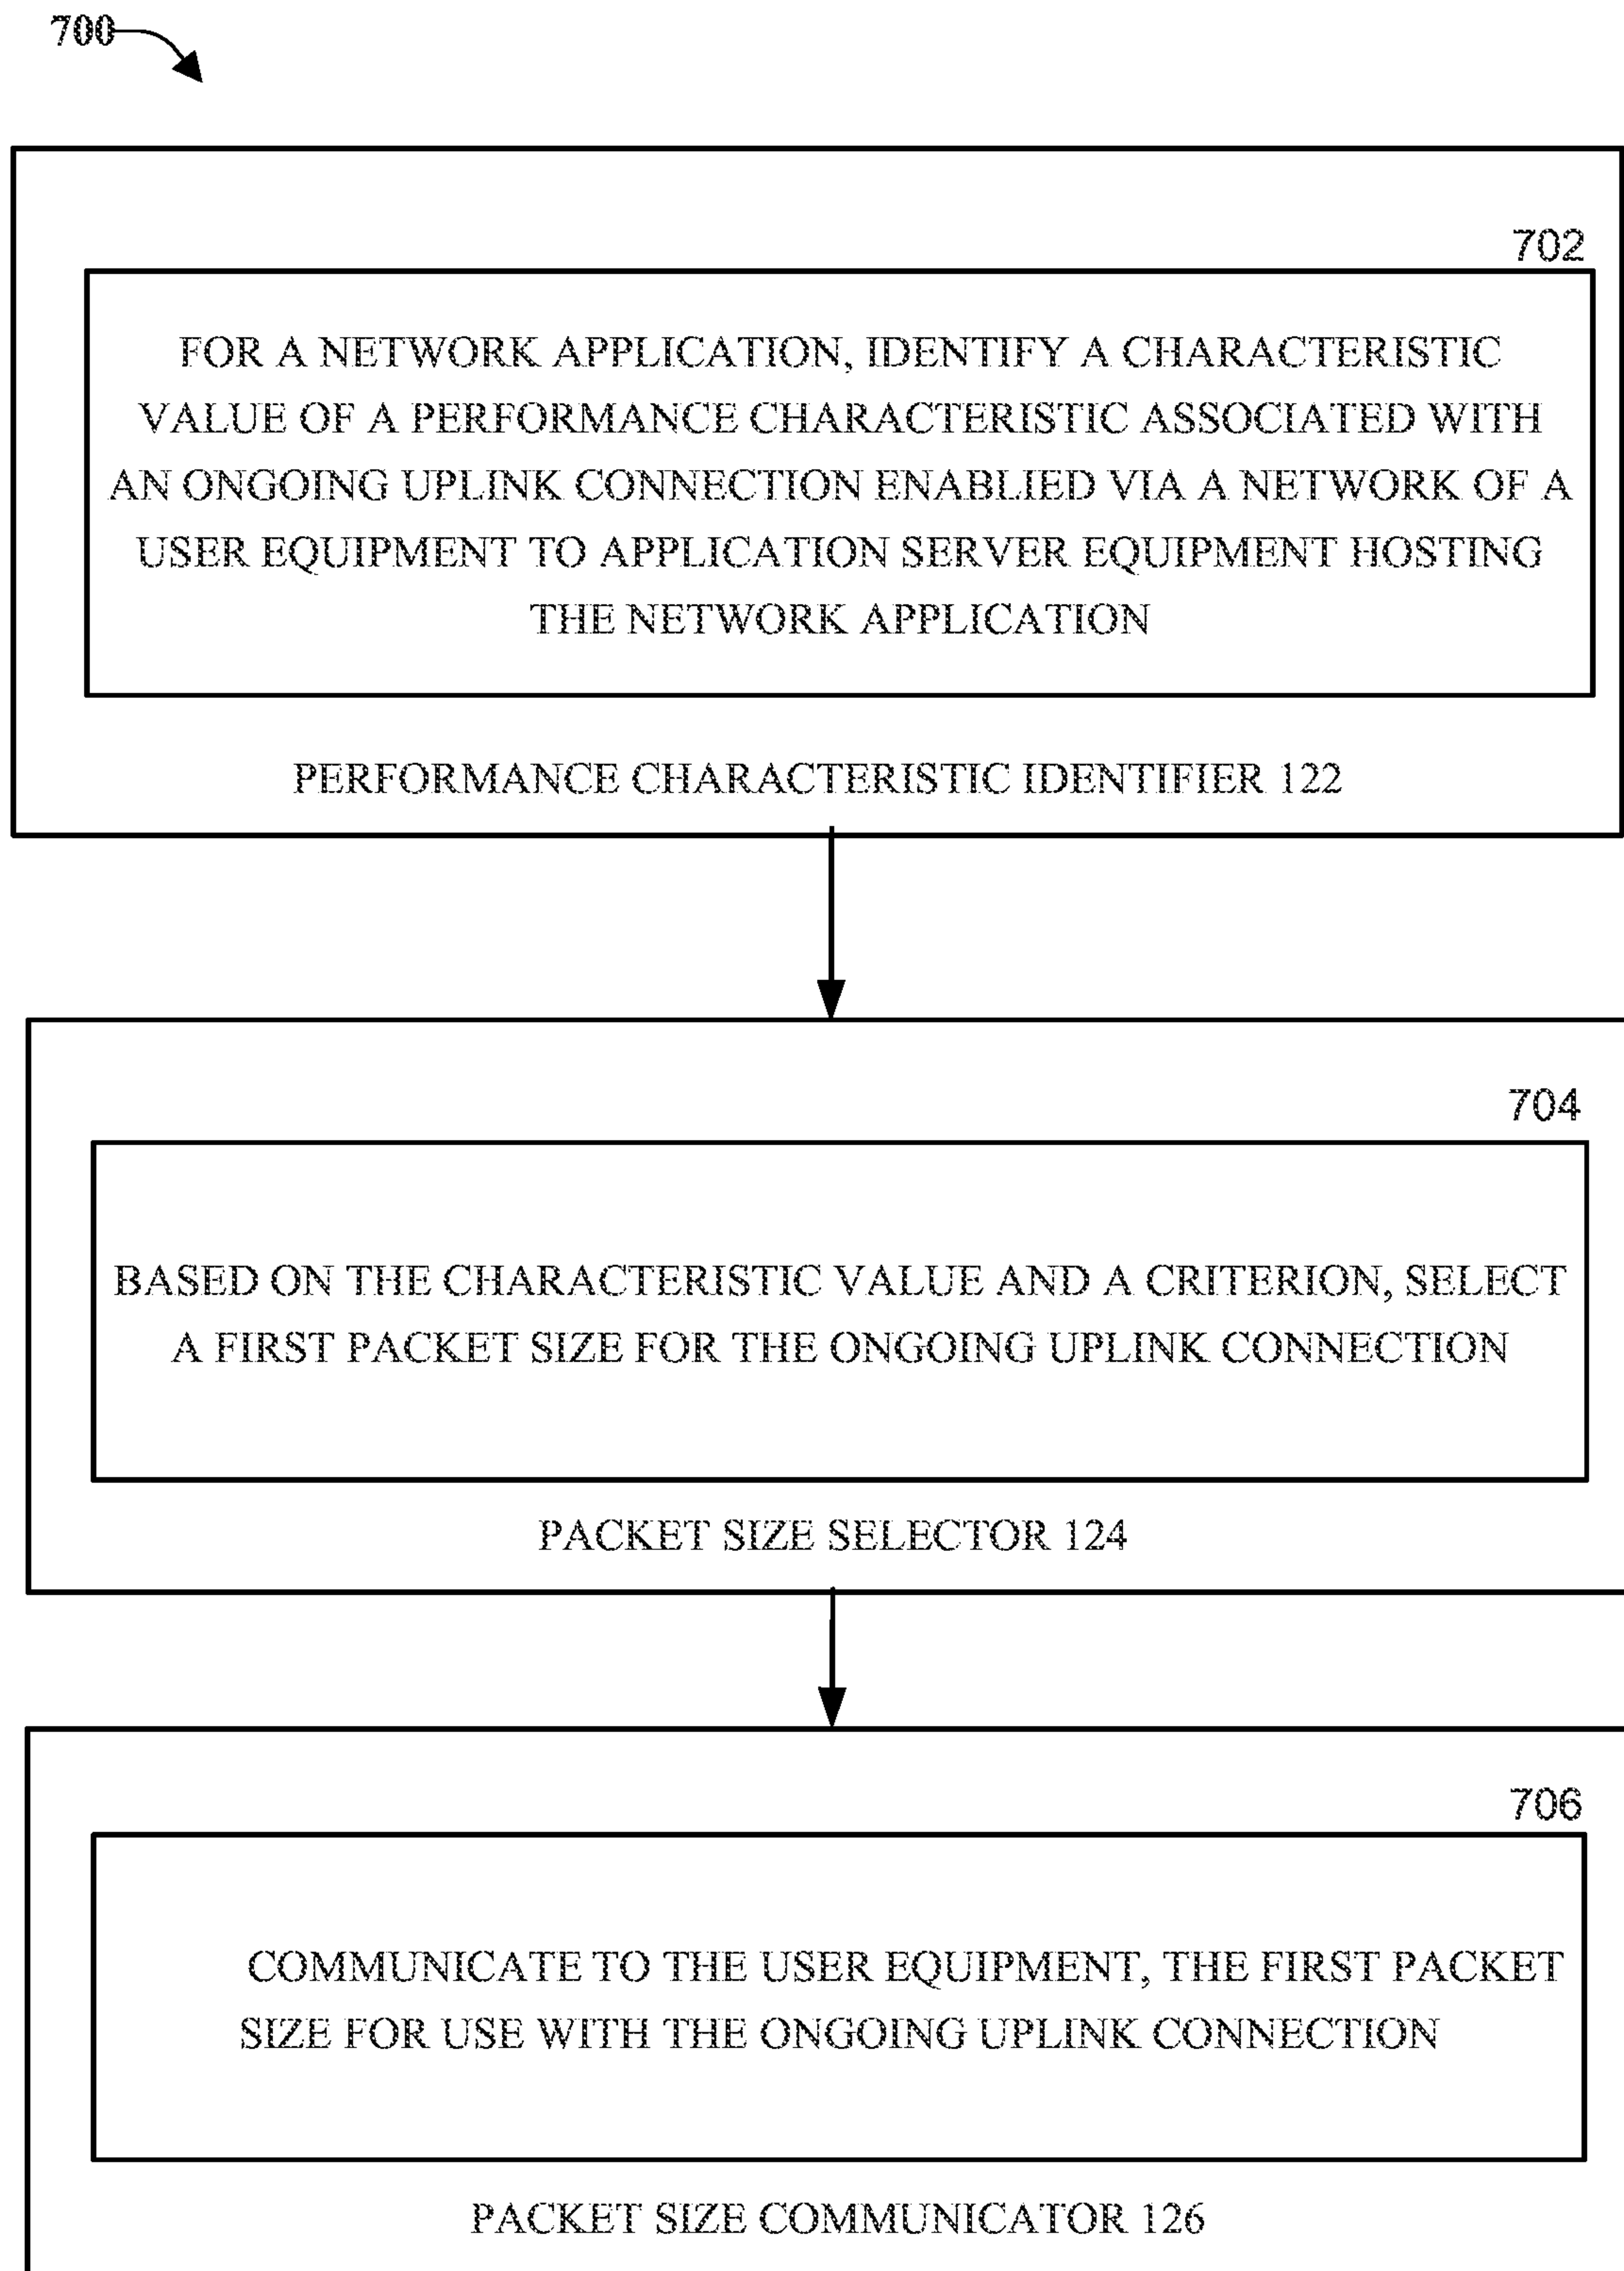 700
702
FOR A NETWORK APPLICATION, IDENTIFY A CHARACTERISTIC
VALUE OF A PERFORMANCE CHARACTERISTIC ASSOCIATED WITH
AN ONGOING UPLINK CONNECTION ENABLIED VIA A NETWORK OF A
USER EQUIPMENT TO APPLICATION SERVER EQUIPMENT HOSTING
THE NETWORK APPLICATION
PERFORMANCE CHARACTERISTIC IDENTIFIER 122
704
BASED ON THE CHARACTERISTIC VALUE AND A CRITERION, SELECT
A FIRST PACKET SIZE FOR THE ONGOING UPLINK CONNECTION
PACKET SIZE SELECTOR 124
706
COMMUNICATE TO THE USER EQUIPMENT, THE FIRST PACKET
SIZE FOR USE WITH THE ONGOING UPLINK CONNECTION
PACKET SIZE COMMUNICATOR 126